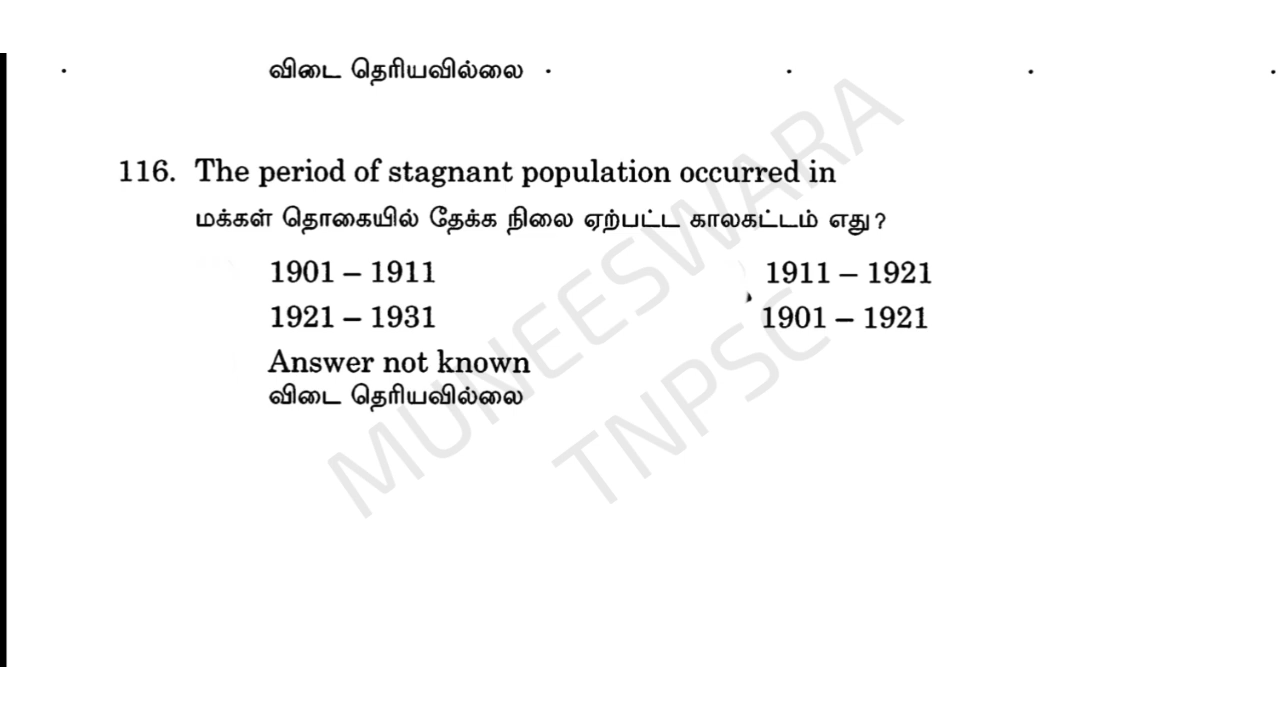 விடை தெரியவில்லை
116. The period of stagnant population occurred in
மக்கள் தொகையில் தேக்க நிலை ஏற்பட்ட காலகட்டம் எது?
1901 – 1911 1911 – 1921
1921 – 1931 1901 – 1921
Answer not known
விடை தெரியவில்லை
MUNEESWARA
TNPSC